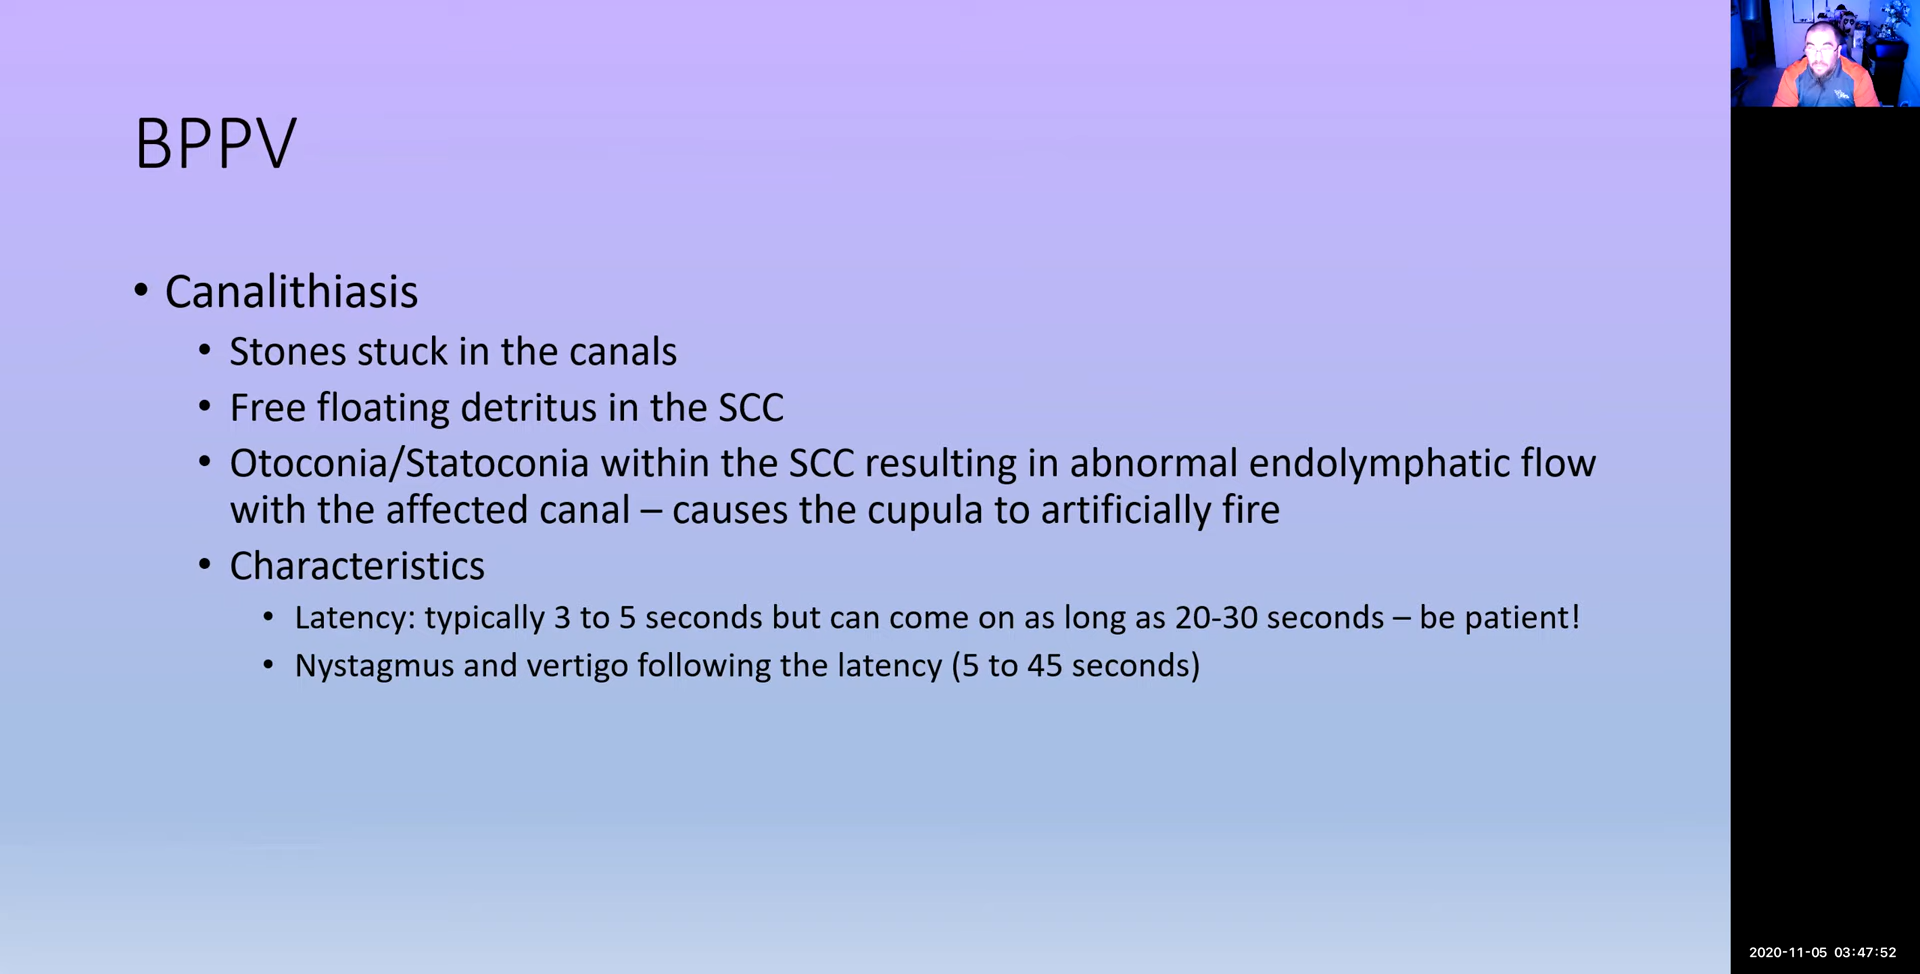 BPPV
• Canalithiasis
• Stones stuck in the canals
• Free floating detritus in the SCC
• Otoconia/Statoconia within the SCC resulting in abnormal endolymphatic flow
with the affected canal – causes the cupula to artificially fire
• Characteristics
• Latency: typically 3 to 5 seconds but can come on as long as 20-30 seconds – be patient!
• Nystagmus and vertigo following the latency (5 to 45 seconds)
2020-11-05 03:47:52